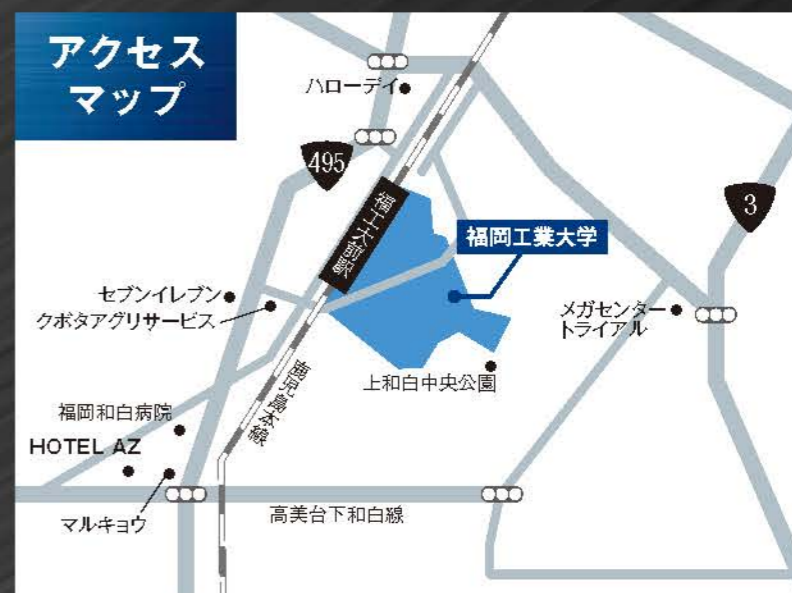 アクセス
マップ
ハローデイ
495
3
福工大前駅
福岡工業大学
セブンイレブン
クボタアグリサービス
メガセンター
トライアル
上和白中央公園
鹿児島本線
福岡和白病院
HOTEL AZ
マルキョウ
高美台下和白線